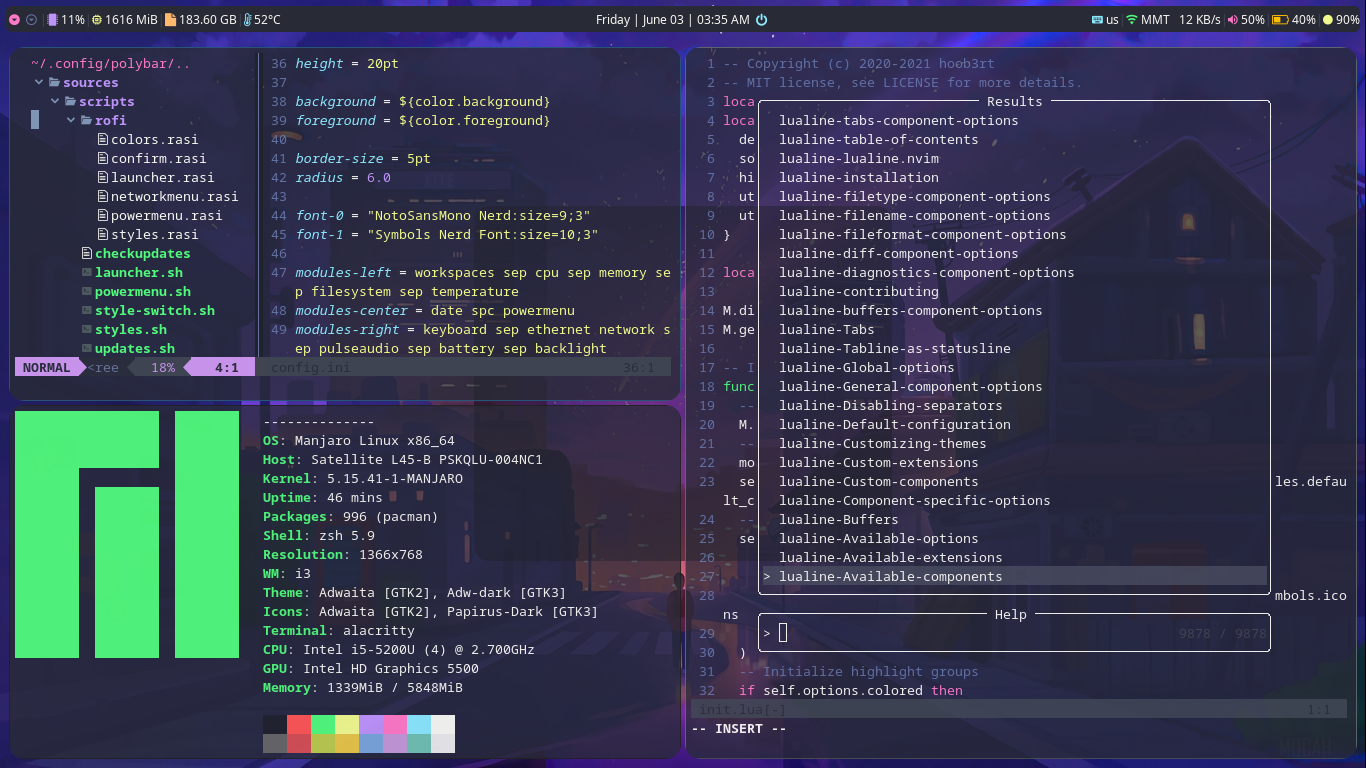 11% 1616 MiB 183.60 GB 52°C
Friday | June 03 | 03:35 AM
us MMT 12 KB/s 50% 40% 90%
~/.config/polybar/..
sources
scripts
rofi
colors.rasi
confirm.rasi
launcher.rasi
networkmenu.rasi
powermenu.rasi
styles.rasi
checkupdates
launcher.sh
powermenu.sh
style-switch.sh
styles.sh
updates.sh
NORMAL <ree 18% 4:1
36 height = 20pt
37
38 background = ${color.background}
39 foreground = ${color.foreground}
40
41 border-size = 5pt
42 radius = 6.0
43
44 font-0 = "NotoSansMono Nerd:size=9;3"
45 font-1 = "Symbols Nerd Font:size=10;3"
46
47 modules-left = workspaces sep cpu sep memory se
p filesystem sep temperature
48 modules-center = date spc powermenu
49 modules-right = keyboard sep ethernet network s
ep pulseaudio sep battery sep backlight
config.ini 36:1
--------------
OS: Manjaro Linux x86_64
Host: Satellite L45-B PSKQLU-004NC1
Kernel: 5.15.41-1-MANJARO
Uptime: 46 mins
Packages: 996 (pacman)
Shell: zsh 5.9
Resolution: 1366x768
WM: i3
Theme: Adwaita [GTK2], Adw-dark [GTK3]
Icons: Adwaita [GTK2], Papirus-Dark [GTK3]
Terminal: alacritty
CPU: Intel i5-5200U (4) @ 2.700GHz
GPU: Intel HD Graphics 5500
Memory: 1339MiB / 5848MiB
1 -- Copyright (c) 2020-2021 hoob3rt
2 -- MIT license, see LICENSE for more details.
3 loca Results
4 loca lualine-tabs-component-options
5 de lualine-table-of-contents
6 so lualine-lualine.nvim
7 hi lualine-installation
8 ut lualine-filetype-component-options
9 ut lualine-filename-component-options
10 } lualine-fileformat-component-options
11 lualine-diff-component-options
12 loca lualine-diagnostics-component-options
13 lualine-contributing
14 M.di lualine-buffers-component-options
15 M.ge lualine-Tabs
16 lualine-Tabline-as-statusline
17 -- I lualine-Global-options
18 func lualine-General-component-options
19 -- lualine-Disabling-separators
20 M. lualine-Default-configuration
21 -- lualine-Customizing-themes
22 mo lualine-Custom-extensions
23 se lualine-Custom-components les.defau
lt_c lualine-Component-specific-options
24 -- lualine-Buffers
25 se lualine-Available-options
26 lualine-Available-extensions
27 > lualine-Available-components
28 mbols.ico
ns Help
29 > 9878 / 9878
30 )
31 -- Initialize highlight groups
32 if self.options.colored then
init.lua[-] 1:1
-- INSERT --